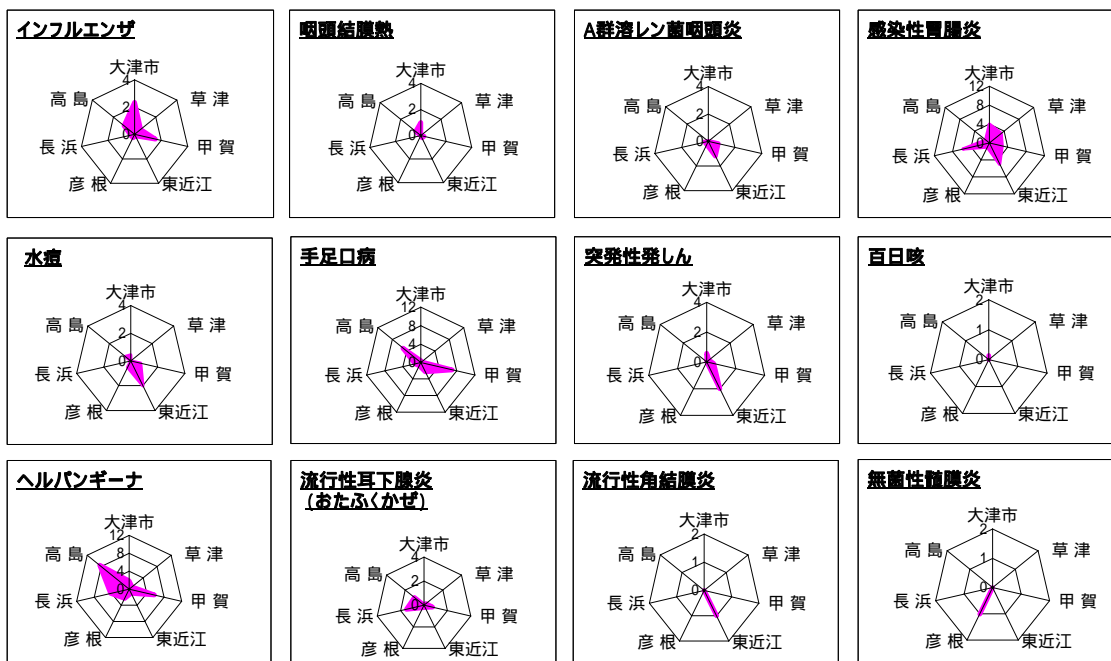 インフルエンザ
大津市
4
高 島
草 津
2
0
長 浜
甲 賀
彦 根
東近江
咽頭結膜熱
大津市
4
高 島
草 津
2
0
長 浜
甲 賀
彦 根
東近江
A群溶レン菌咽頭炎
大津市
4
高 島
草 津
2
0
長 浜
甲 賀
彦 根
東近江
感染性胃腸炎
大津市
12
高 島
草 津
8
4
0
長 浜
甲 賀
彦 根
東近江
水痘
大津市
4
高 島
草 津
2
0
長 浜
甲 賀
彦 根
東近江
手足口病
大津市
12
高 島
草 津
8
4
0
長 浜
甲 賀
彦 根
東近江
突発性発しん
大津市
4
高 島
草 津
2
0
長 浜
甲 賀
彦 根
東近江
百日咳
大津市
2
高 島
草 津
1
0
長 浜
甲 賀
彦 根
東近江
ヘルパンギーナ
大津市
12
高 島
草 津
8
4
0
長 浜
甲 賀
彦 根
東近江
流行性耳下腺炎
(おたふくかぜ)
大津市
4
高 島
草 津
2
0
長 浜
甲 賀
彦 根
東近江
流行性角結膜炎
大津市
2
高 島
草 津
1
0
長 浜
甲 賀
彦 根
東近江
無菌性髄膜炎
大津市
2
高 島
草 津
1
0
長 浜
甲 賀
彦 根
東近江